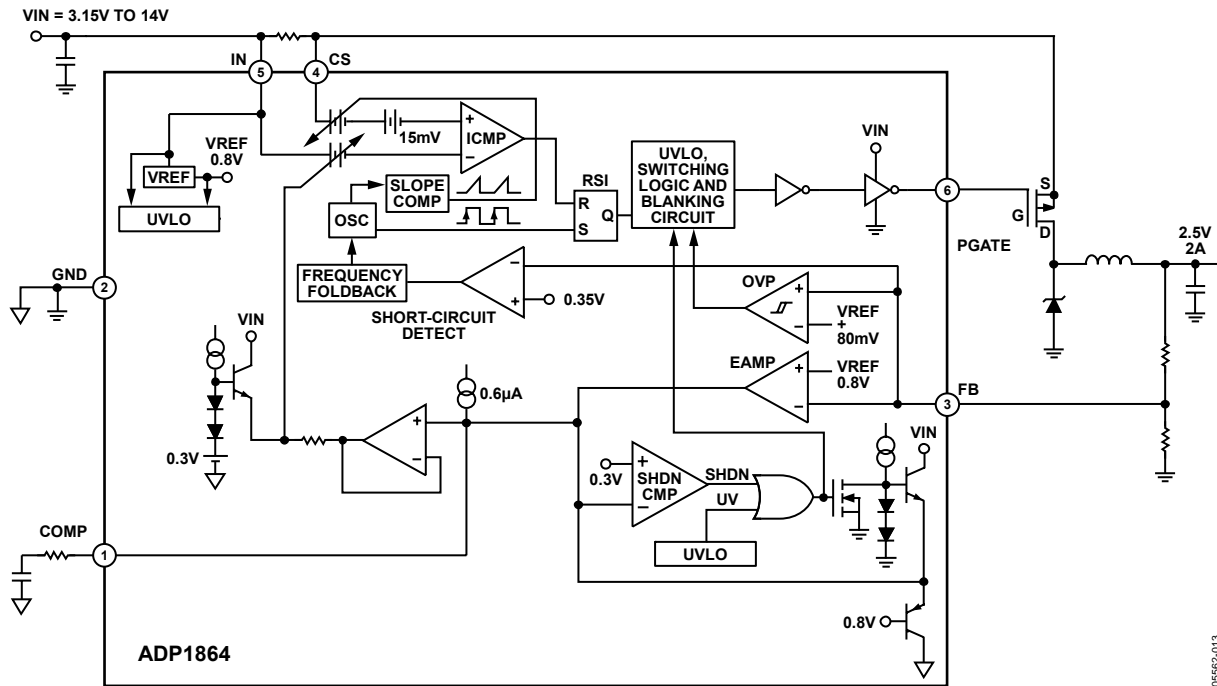 VIN = 3.15V TO 14V
IN
5
4
CS
VREF
0.8V
VREF
UVLO
15mV
+
ICMP
–
SLOPE
COMP
OSC
FREQUENCY
FOLDBACK
RSI
R
S
Q
UVLO,
SWITCHING
LOGIC AND
BLANKING
CIRCUIT
VIN
6
PGATE
S
G
D
2.5V
2A
GND
2
–
+
0.35V
SHORT-CIRCUIT
DETECT
OVP
+
–
VREF
+
80mV
EAMP
+
–
VREF
0.8V
3
FB
VIN
0.3V
0.6µA
+
–
0.3V
+
SHDN
CMP
–
SHDN
UV
UVLO
VIN
0.8V
COMP
1
ADP1864
05562-013